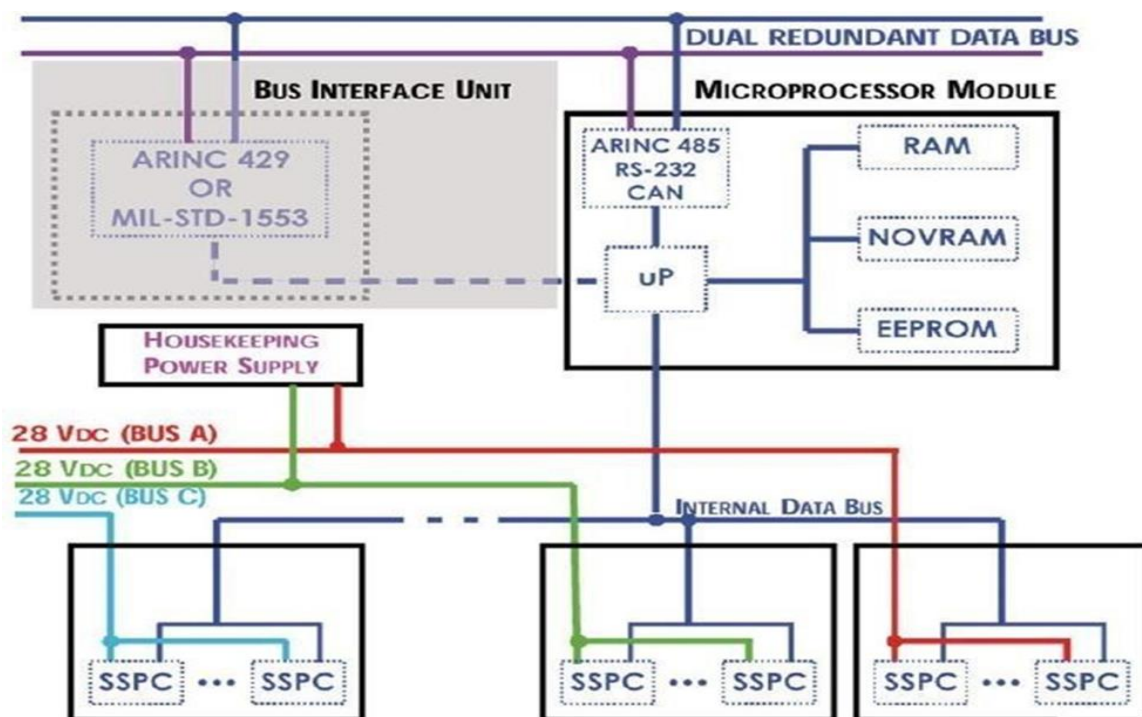 DUAL REDUNDANT DATA BUS
BUS INTERFACE UNIT
MICROPROCESSOR MODULE
ARINC 429
OR
MIL-STD-1553
ARINC 485
RS-232
CAN
uP
RAM
NOVRAM
EEPROM
HOUSEKEEPING
POWER SUPPLY
28 VDC (BUS A)
28 VDC (BUS B)
28 VDC (BUS C)
INTERNAL DATA BUS
SSPC ••• SSPC
SSPC ••• SSPC
SSPC ••• SSPC